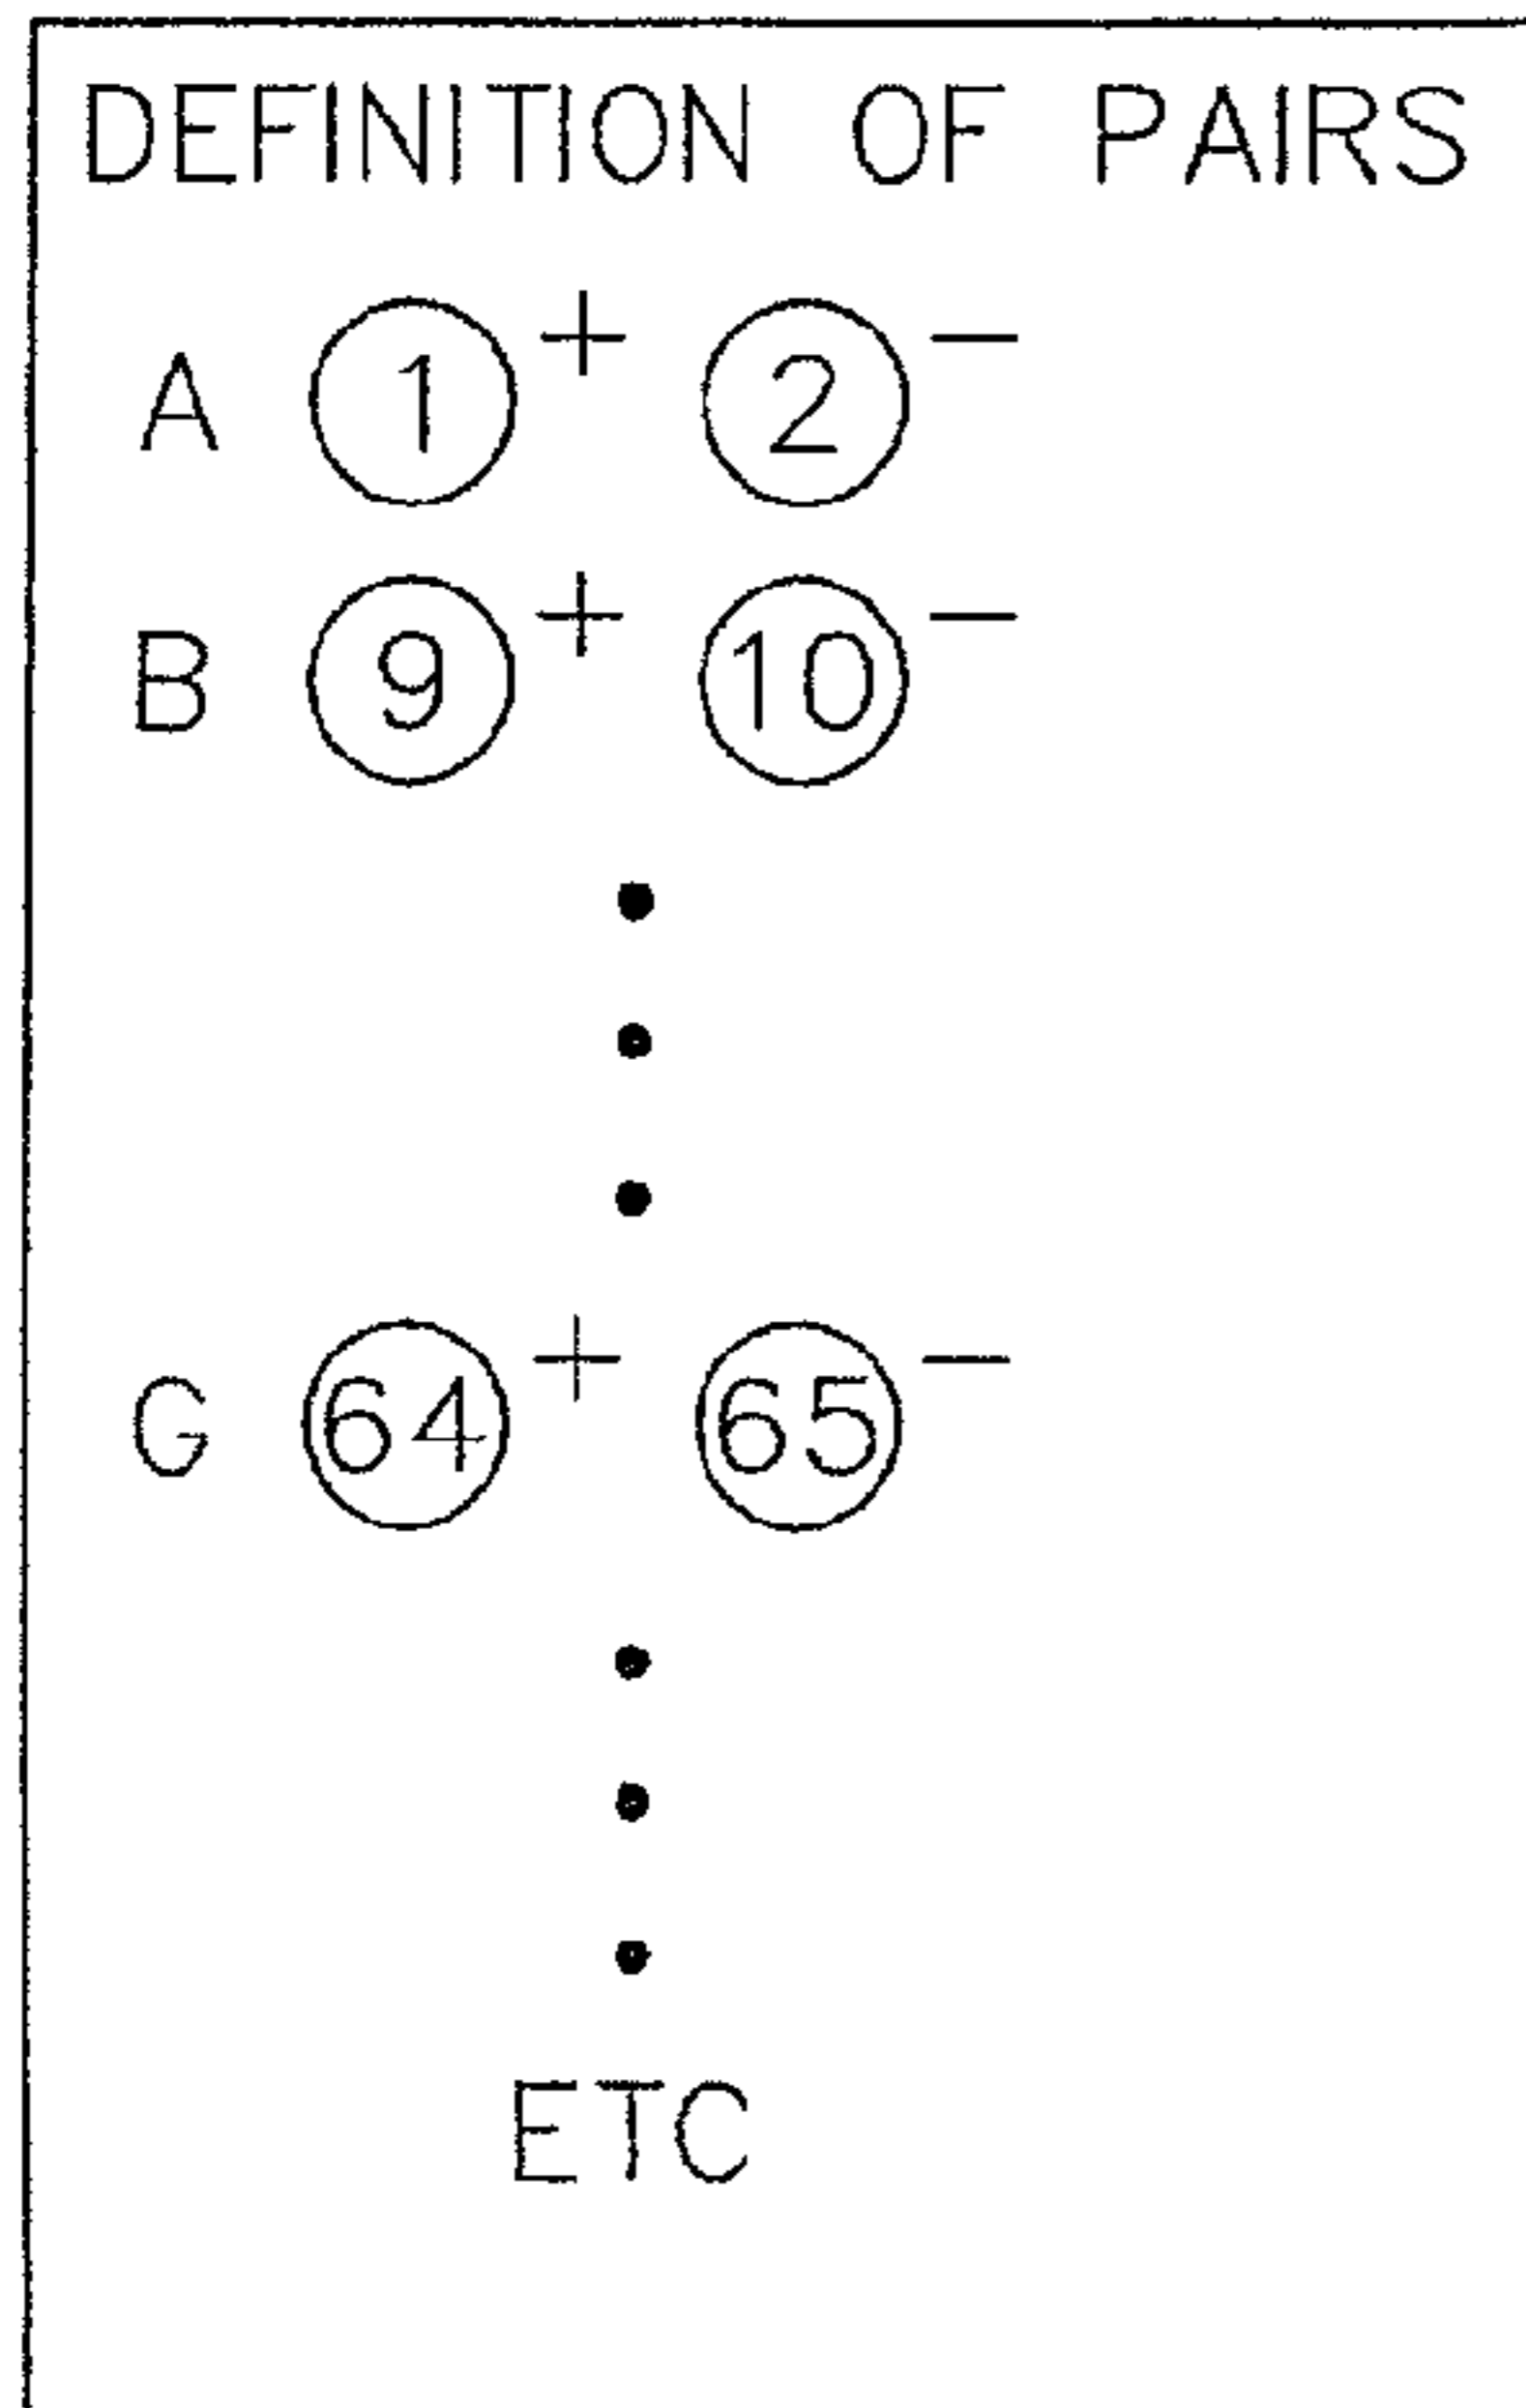 DEFINITION OF PAIRS
A 1+ 2−
B 9+ 10−
G 64+ 65−
ETC